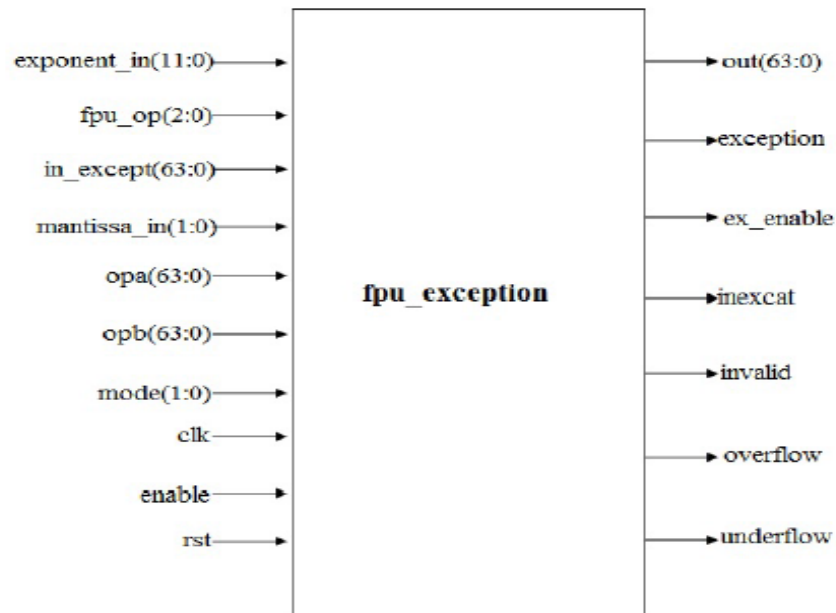 exponent_in(11:0)
fpu_op(2:0)
in_except(63:0)
mantissa_in(1:0)
opa(63:0)
opb(63:0)
mode(1:0)
clk
enable
rst
fpu_exception
out(63:0)
exception
ex_enable
inexcat
invalid
overflow
underflow